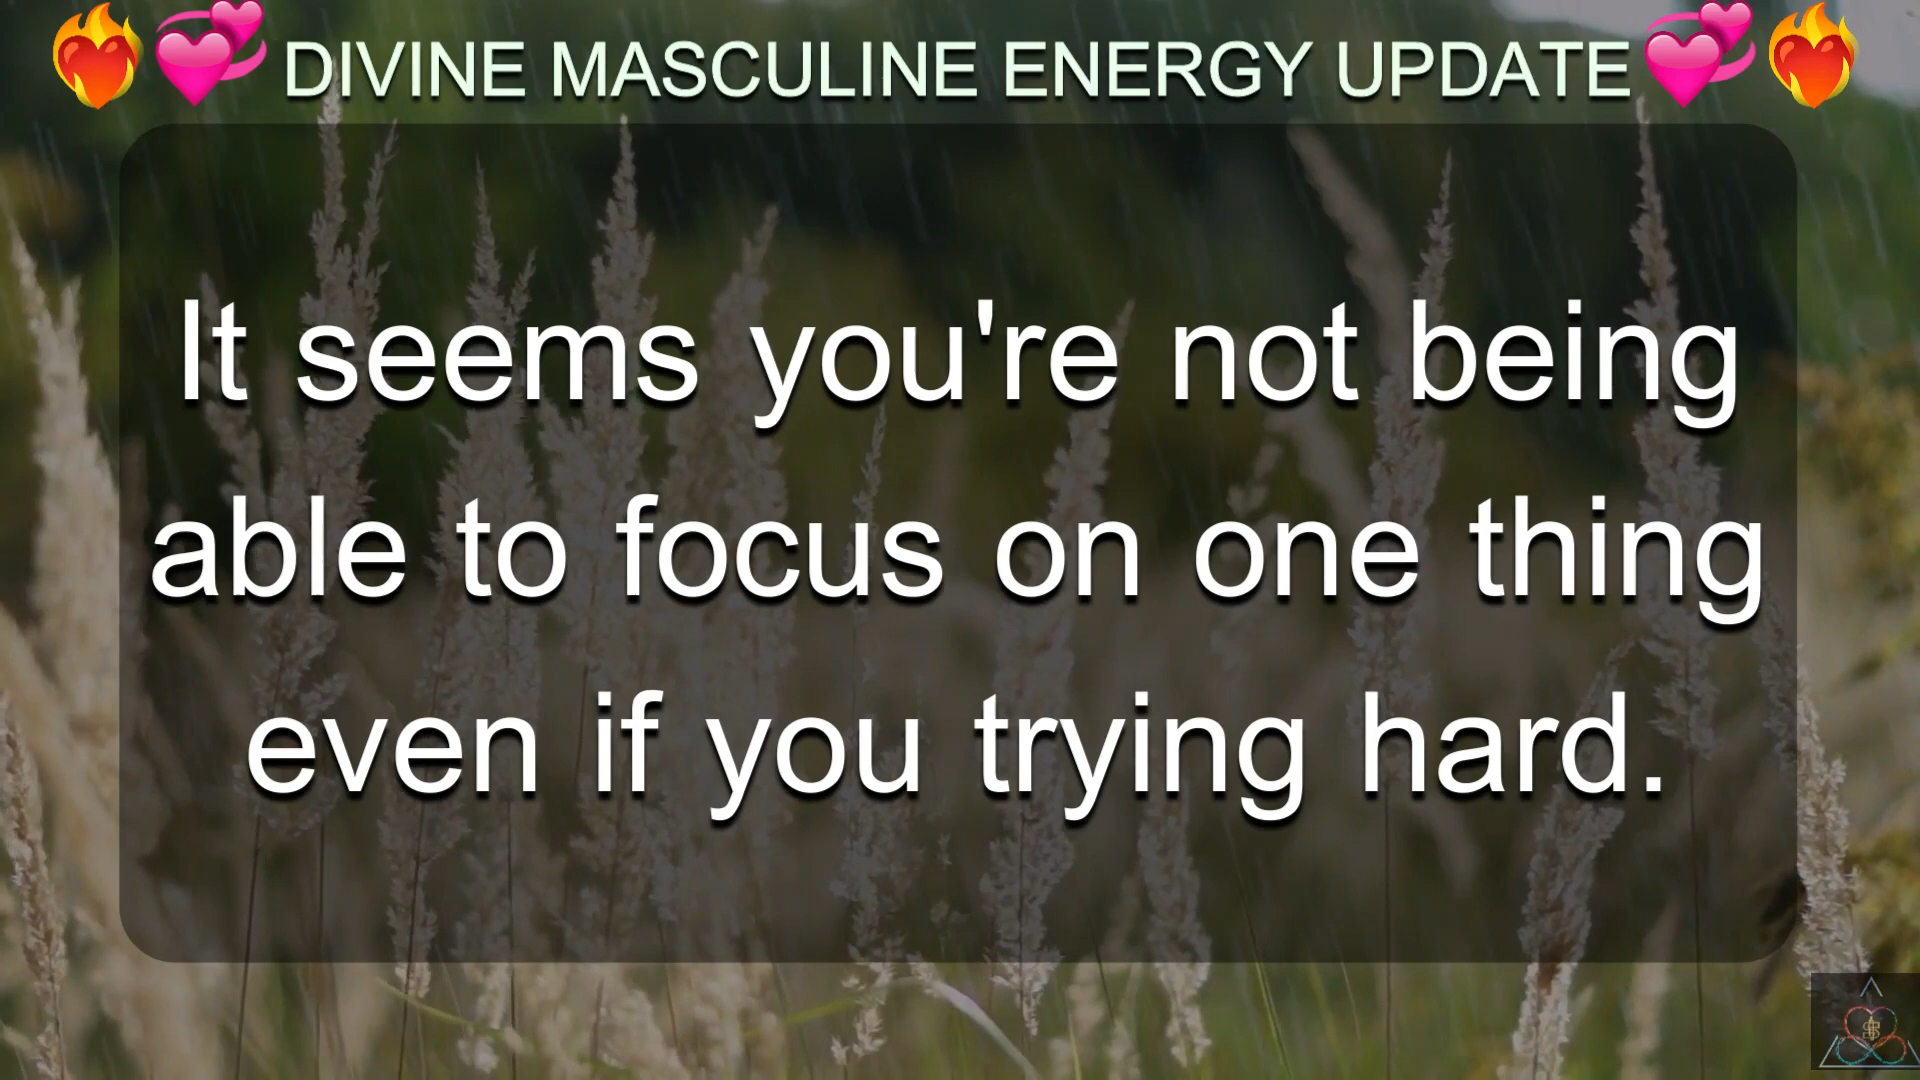 ❤️‍🔥💞 DIVINE MASCULINE ENERGY UPDATE💞❤️‍🔥
It seems you're not being
able to focus on one thing
even if you trying hard.